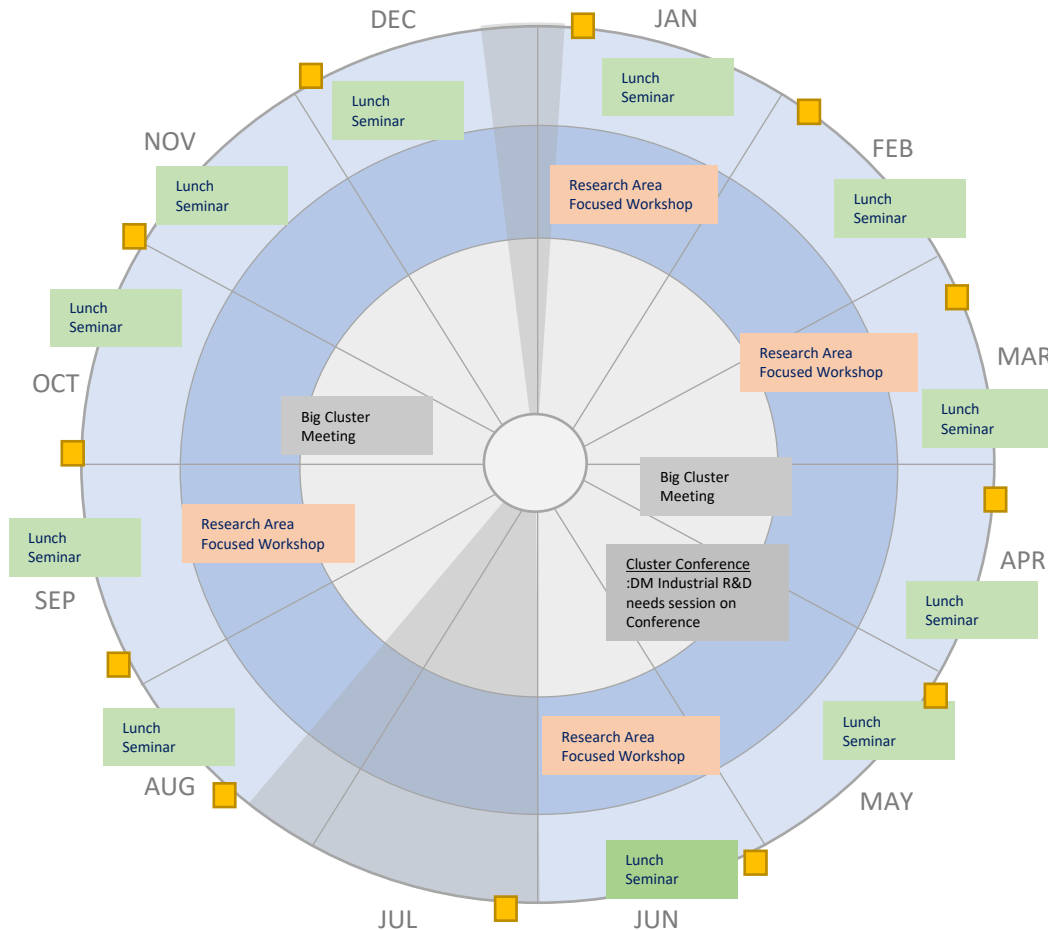 DEC
JAN
Lunch
Seminar
Lunch
Seminar
NOV
FEB
Lunch
Seminar
Research Area
Focused Workshop
Lunch
Seminar
Lunch
Seminar
OCT
Research Area
Focused Workshop
MAR
Big Cluster
Meeting
Lunch
Seminar
Big Cluster
Meeting
Lunch
Seminar
Research Area
Focused Workshop
SEP
Cluster Conference
:DM Industrial R&D
needs session on
Conference
APR
Lunch
Seminar
Lunch
Seminar
Research Area
Focused Workshop
Lunch
Seminar
AUG
MAY
Lunch
Seminar
JUL
JUN